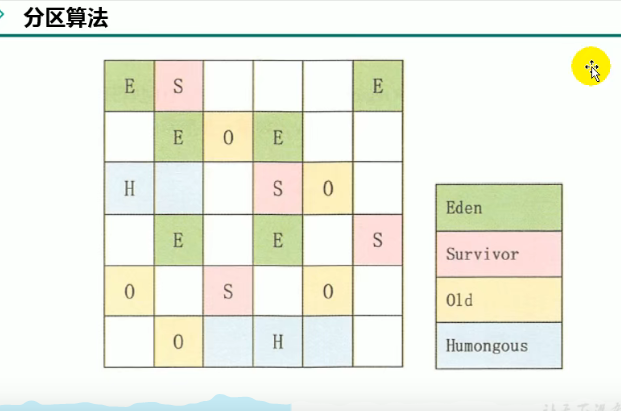 分区算法
E S E
E O E
H S O
E E S
O S O
O H
Eden
Survivor
Old
Humongous